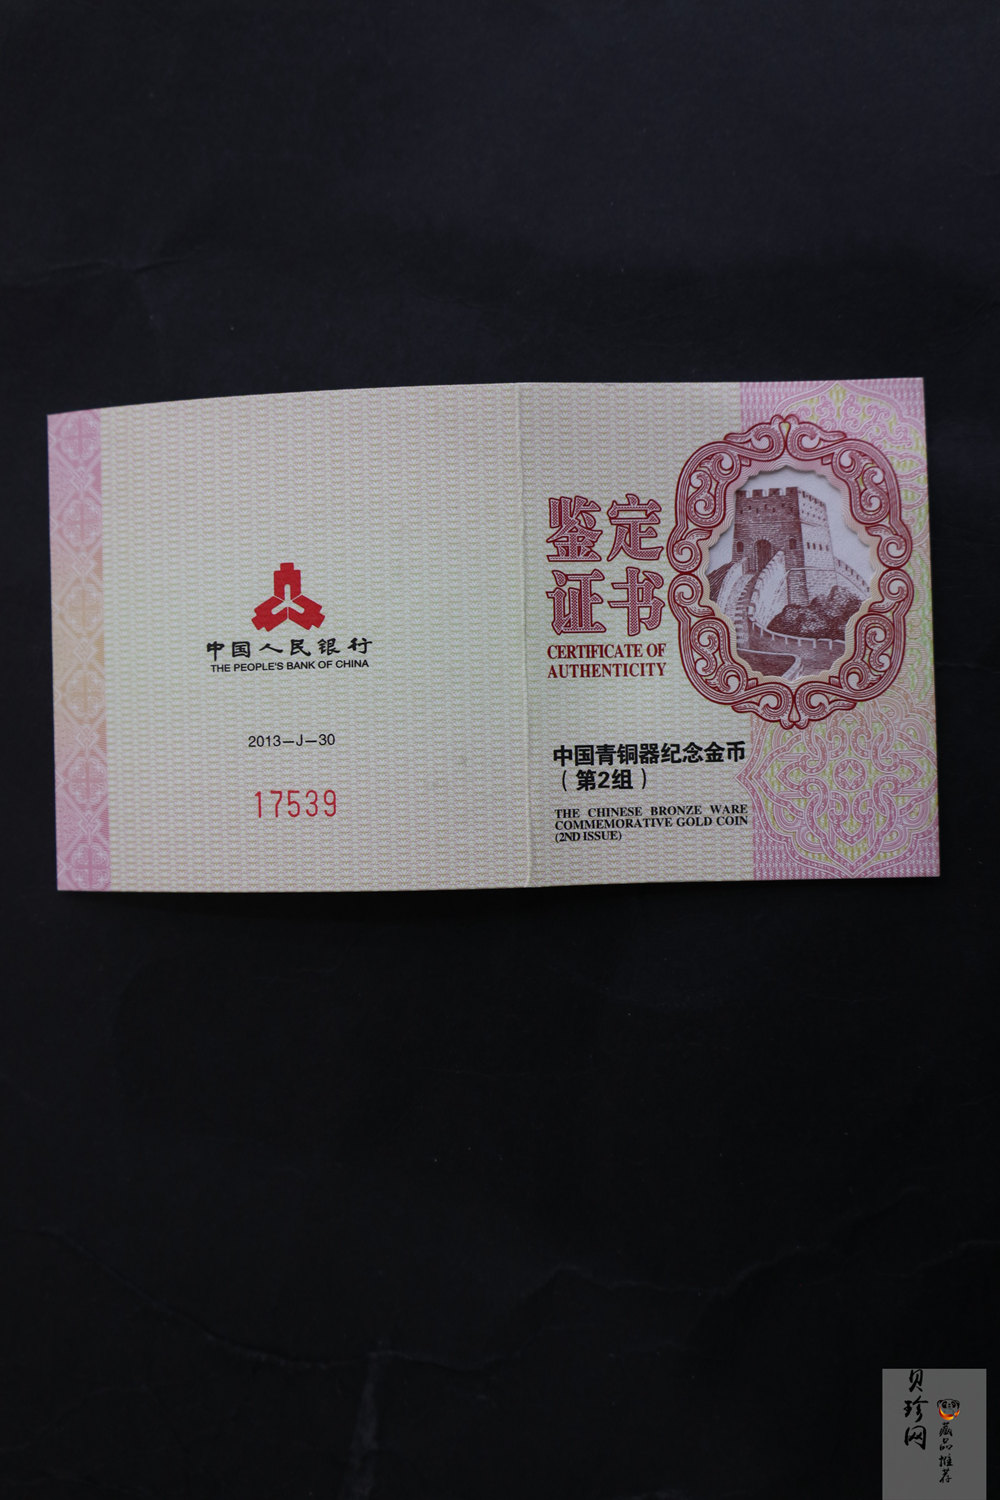 中国人民银行
THE PEOPLE'S BANK OF CHINA
2013—J—30
17539
鉴定
证书
CERTIFICATE OF
AUTHENTICITY
中国青铜器纪念金币
（第2组）
THE CHINESE BRONZE WARE
COMMEMORATIVE GOLD COIN
(2ND ISSUE)
贝珍网
藏品推荐